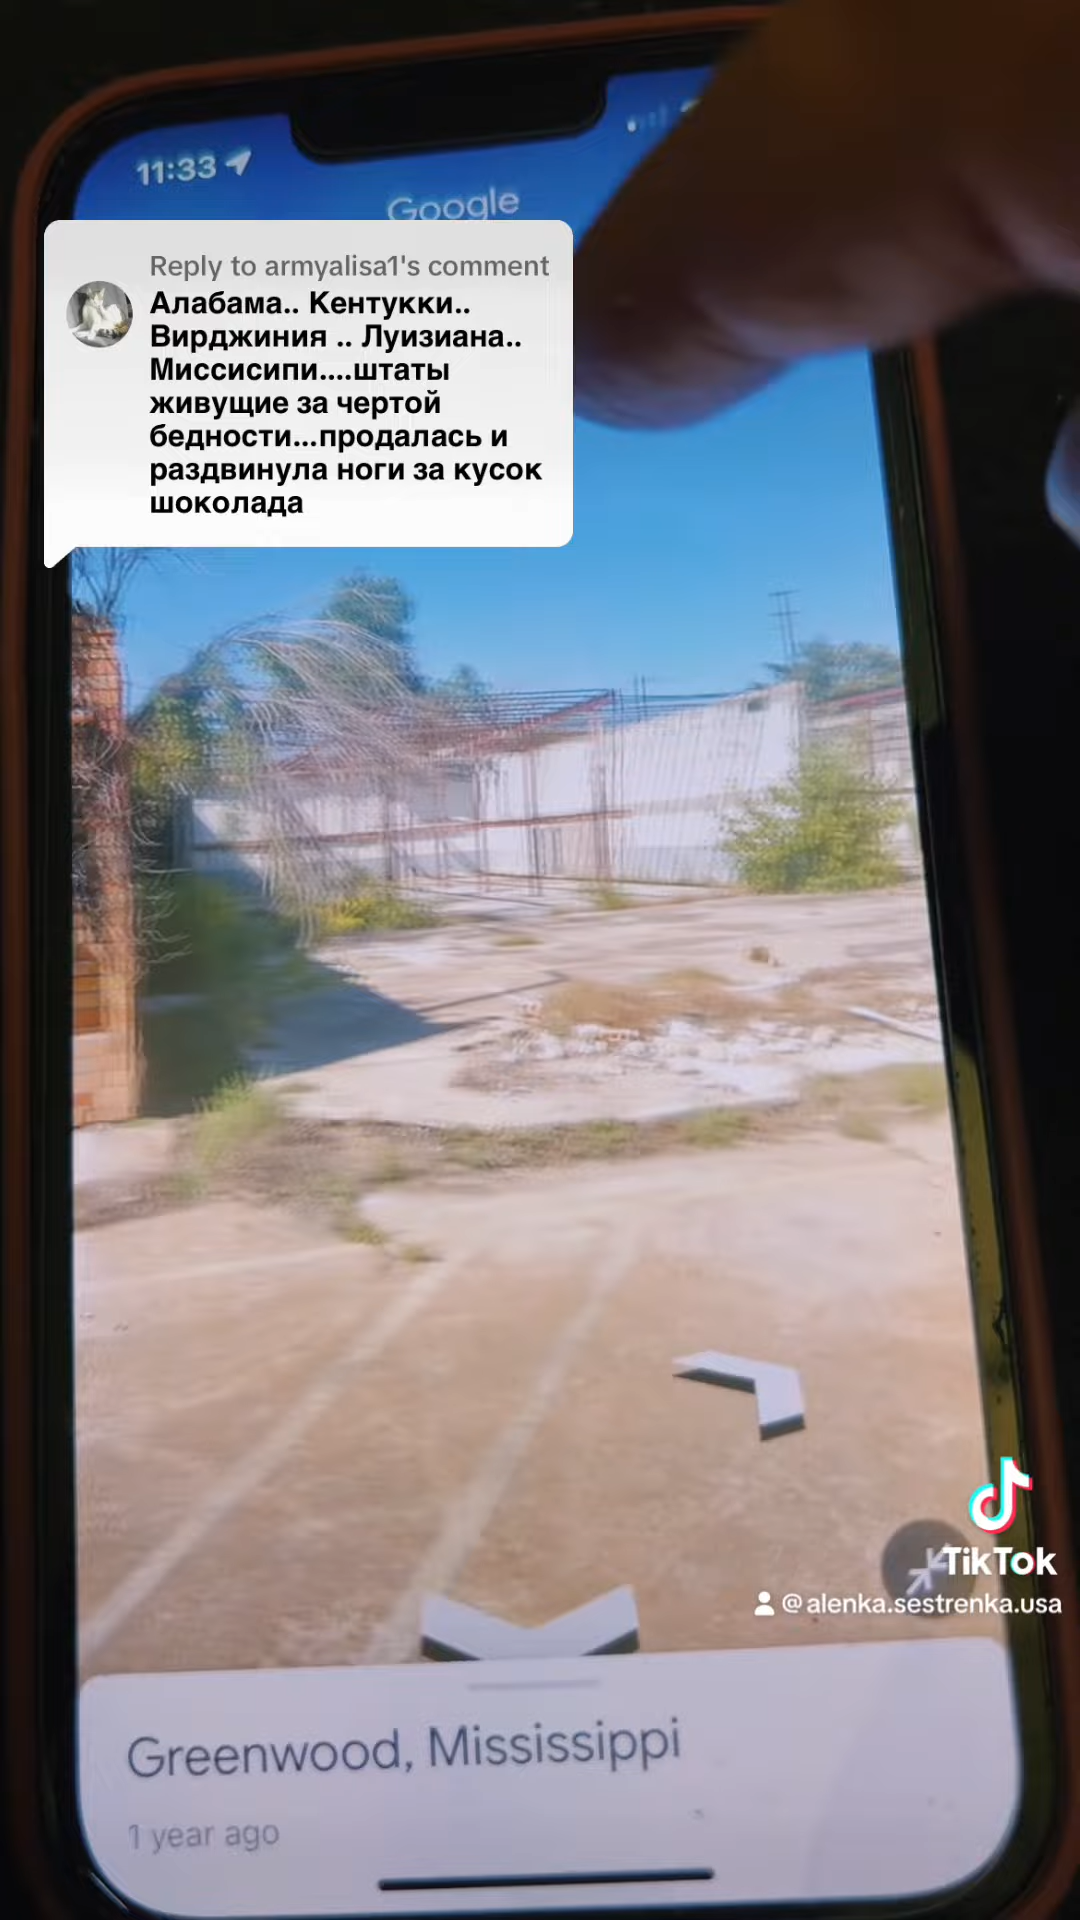 11:33
Google
Reply to armyalisa1's comment
Алабама.. Кентукки..
Вирджиния .. Луизиана..
Миссисипи....штаты
живущие за чертой
бедности...продалась и
раздвинула ноги за кусок
шоколада
TikTok
@alenka.sestrenka.usa
Greenwood, Mississippi
1 year ago